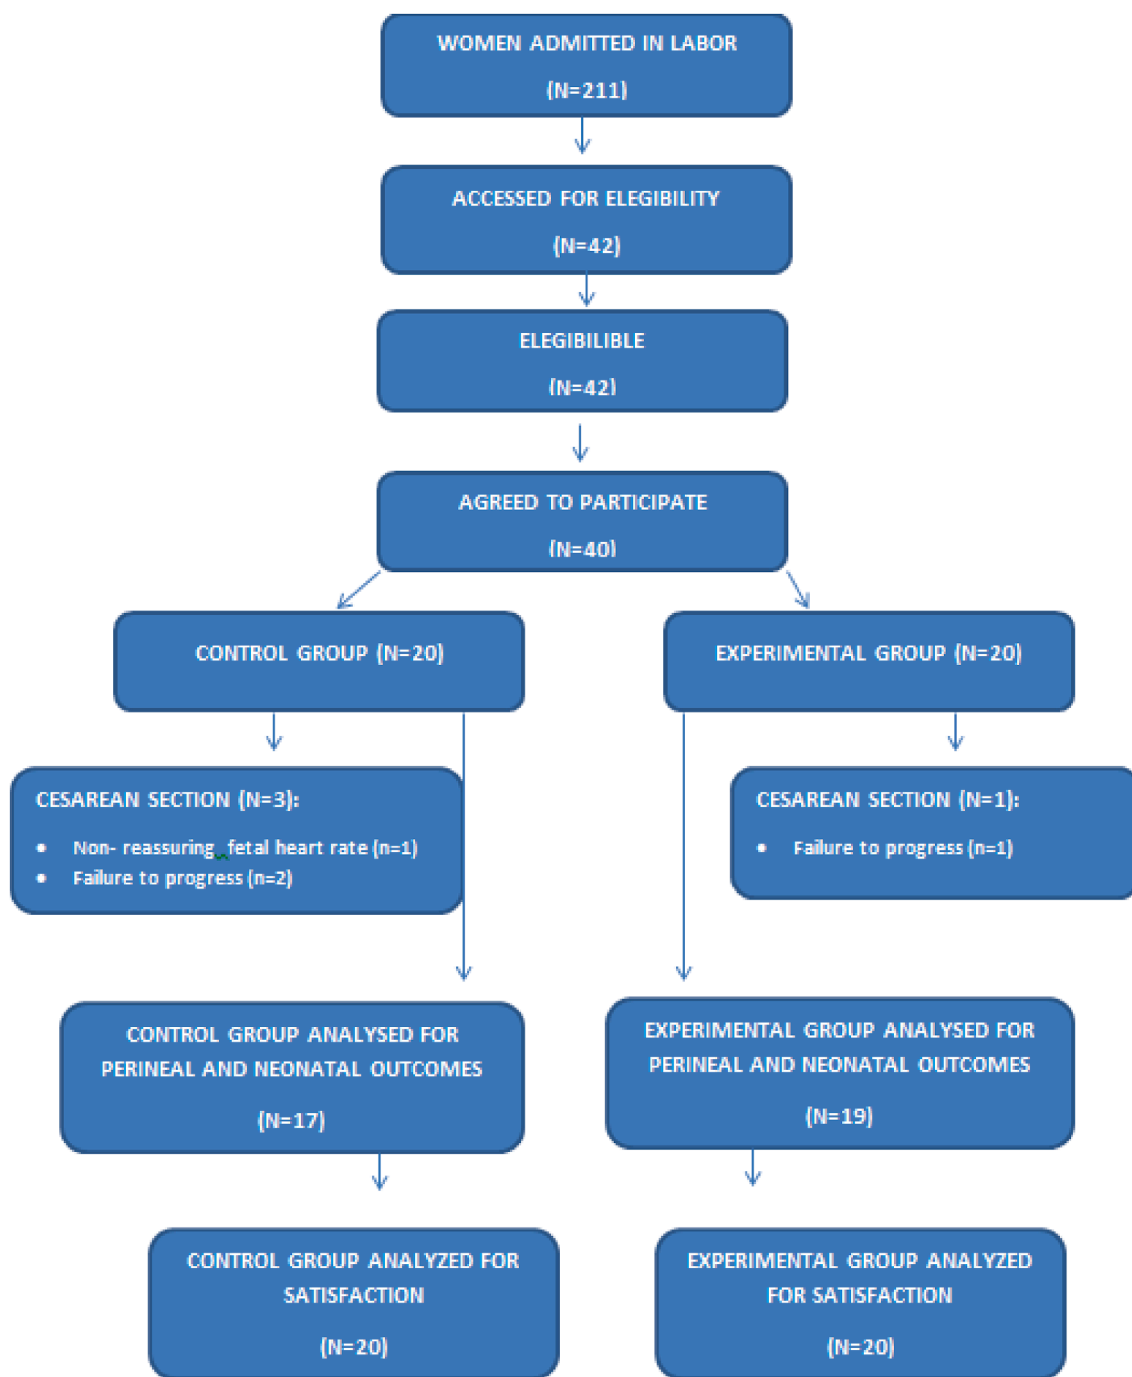 WOMEN ADMITTED IN LABOR
(N=211)
ACCESSED FOR ELEGIBILITY
(N=42)
ELEGIBILIBLE
(N=42)
AGREED TO PARTICIPATE
(N=40)
CONTROL GROUP (N=20)
EXPERIMENTAL GROUP (N=20)
CESAREAN SECTION (N=3):
• Non- reassuring fetal heart rate (n=1)
• Failure to progress (n=2)
CESAREAN SECTION (N=1):
• Failure to progress (n=1)
CONTROL GROUP ANALYSED FOR
PERINEAL AND NEONATAL OUTCOMES
(N=17)
EXPERIMENTAL GROUP ANALYSED FOR
PERINEAL AND NEONATAL OUTCOMES
(N=19)
CONTROL GROUP ANALYZED FOR
SATISFACTION
(N=20)
EXPERIMENTAL GROUP ANALYZED
FOR SATISFACTION
(N=20)